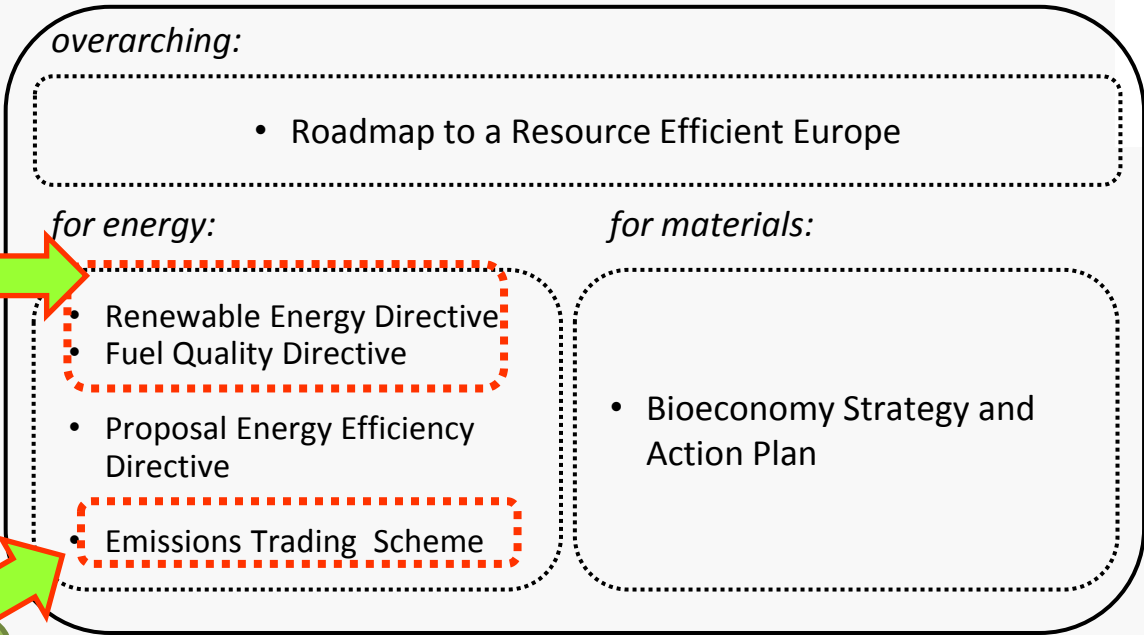 overarching:
• Roadmap to a Resource Efficient Europe
for energy:
for materials:
• Renewable Energy Directive
• Fuel Quality Directive
• Proposal Energy Efficiency
Directive
• Emissions Trading Scheme
• Bioeconomy Strategy and
Action Plan